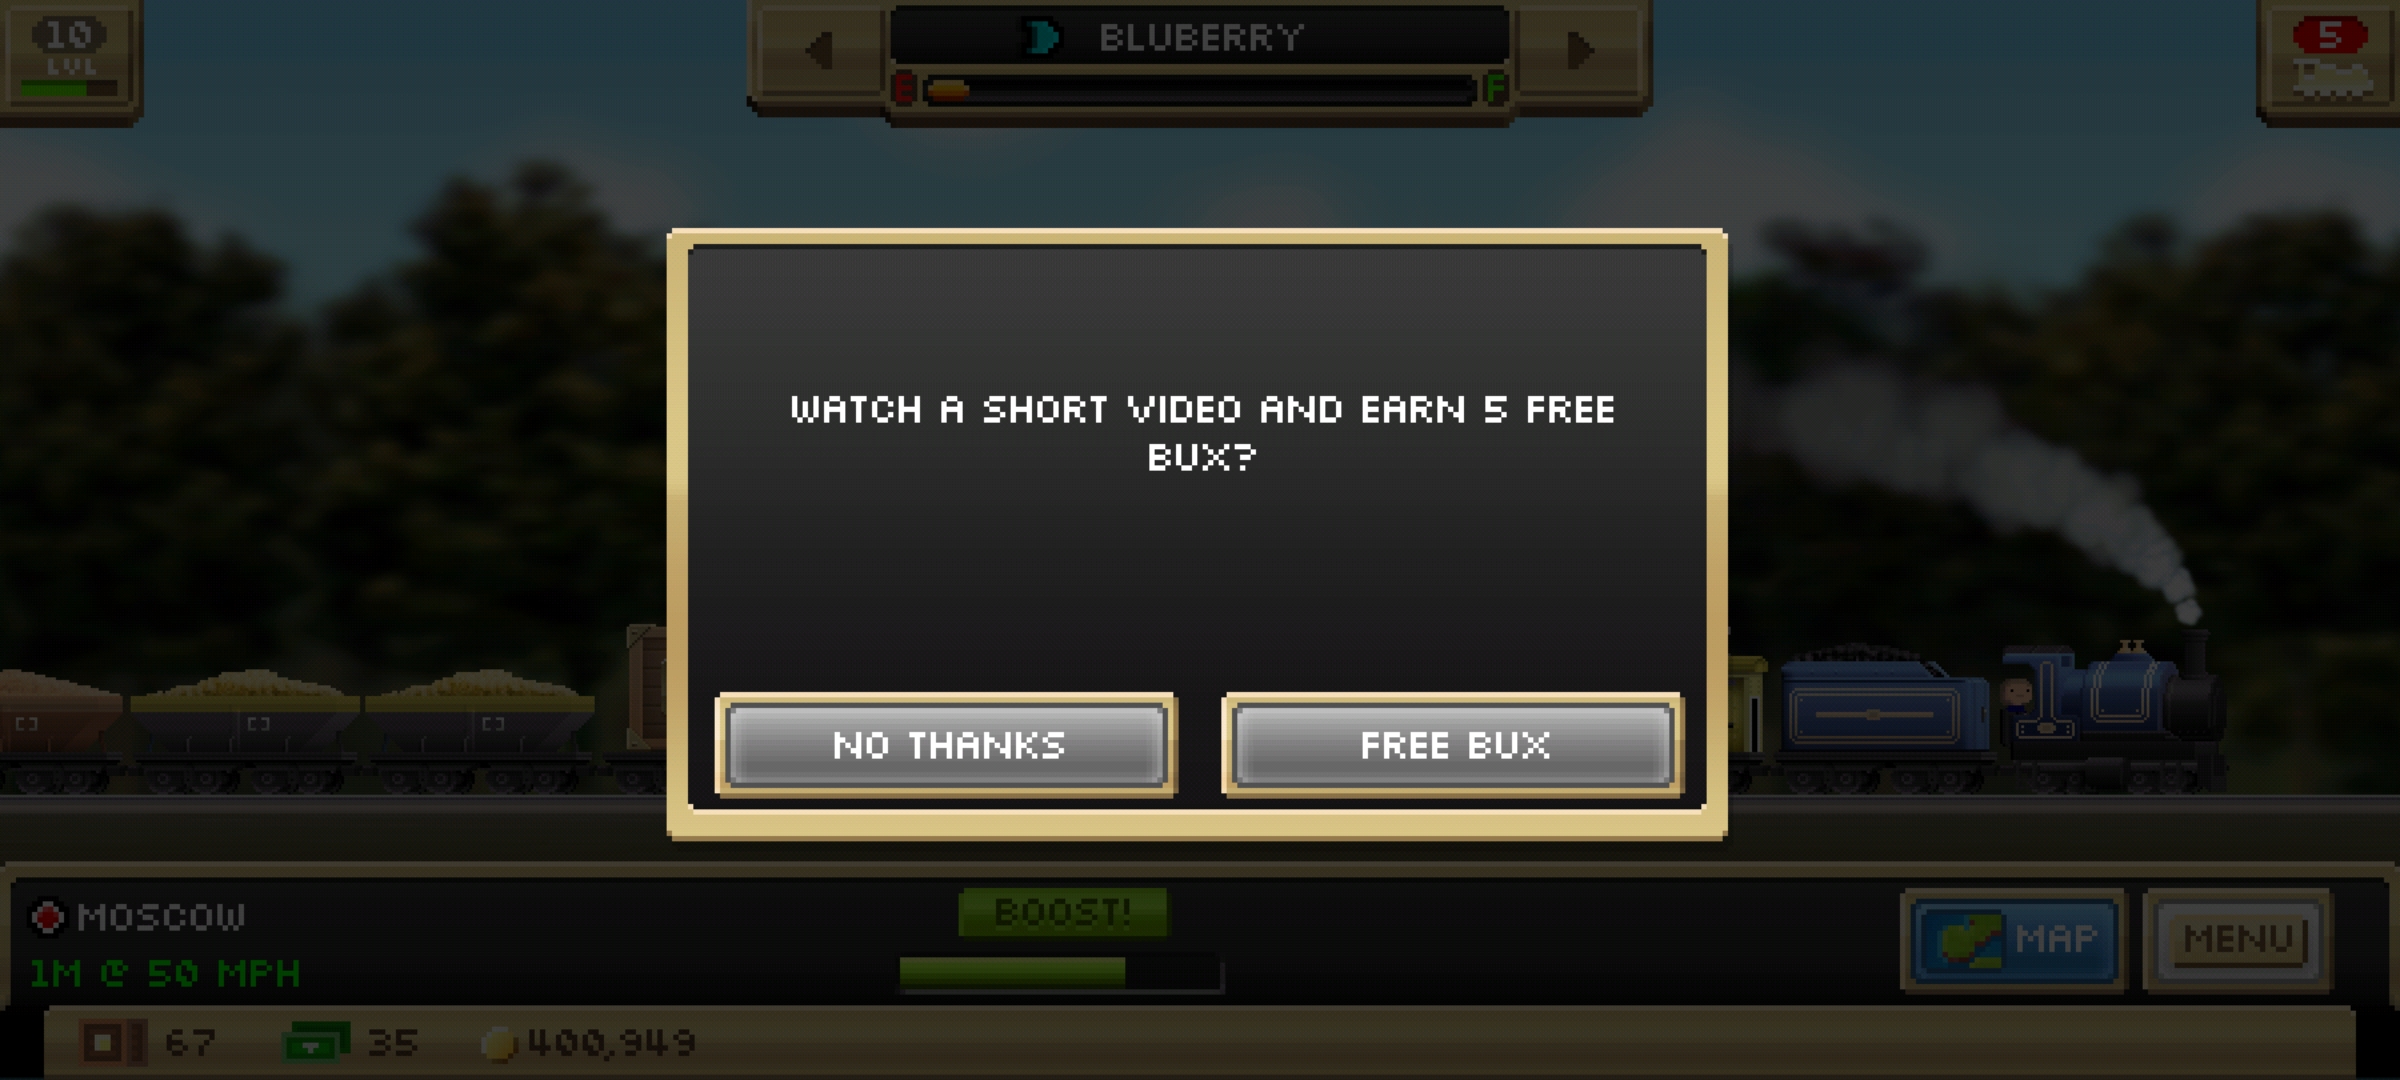 10
LVL
BLUBERRY
E F
5
WATCH A SHORT VIDEO AND EARN 5 FREE
BUX?
NO THANKS
FREE BUX
MOSCOW
1M @ 50 MPH
BOOST!
MAP
MENU
67
35
400,949